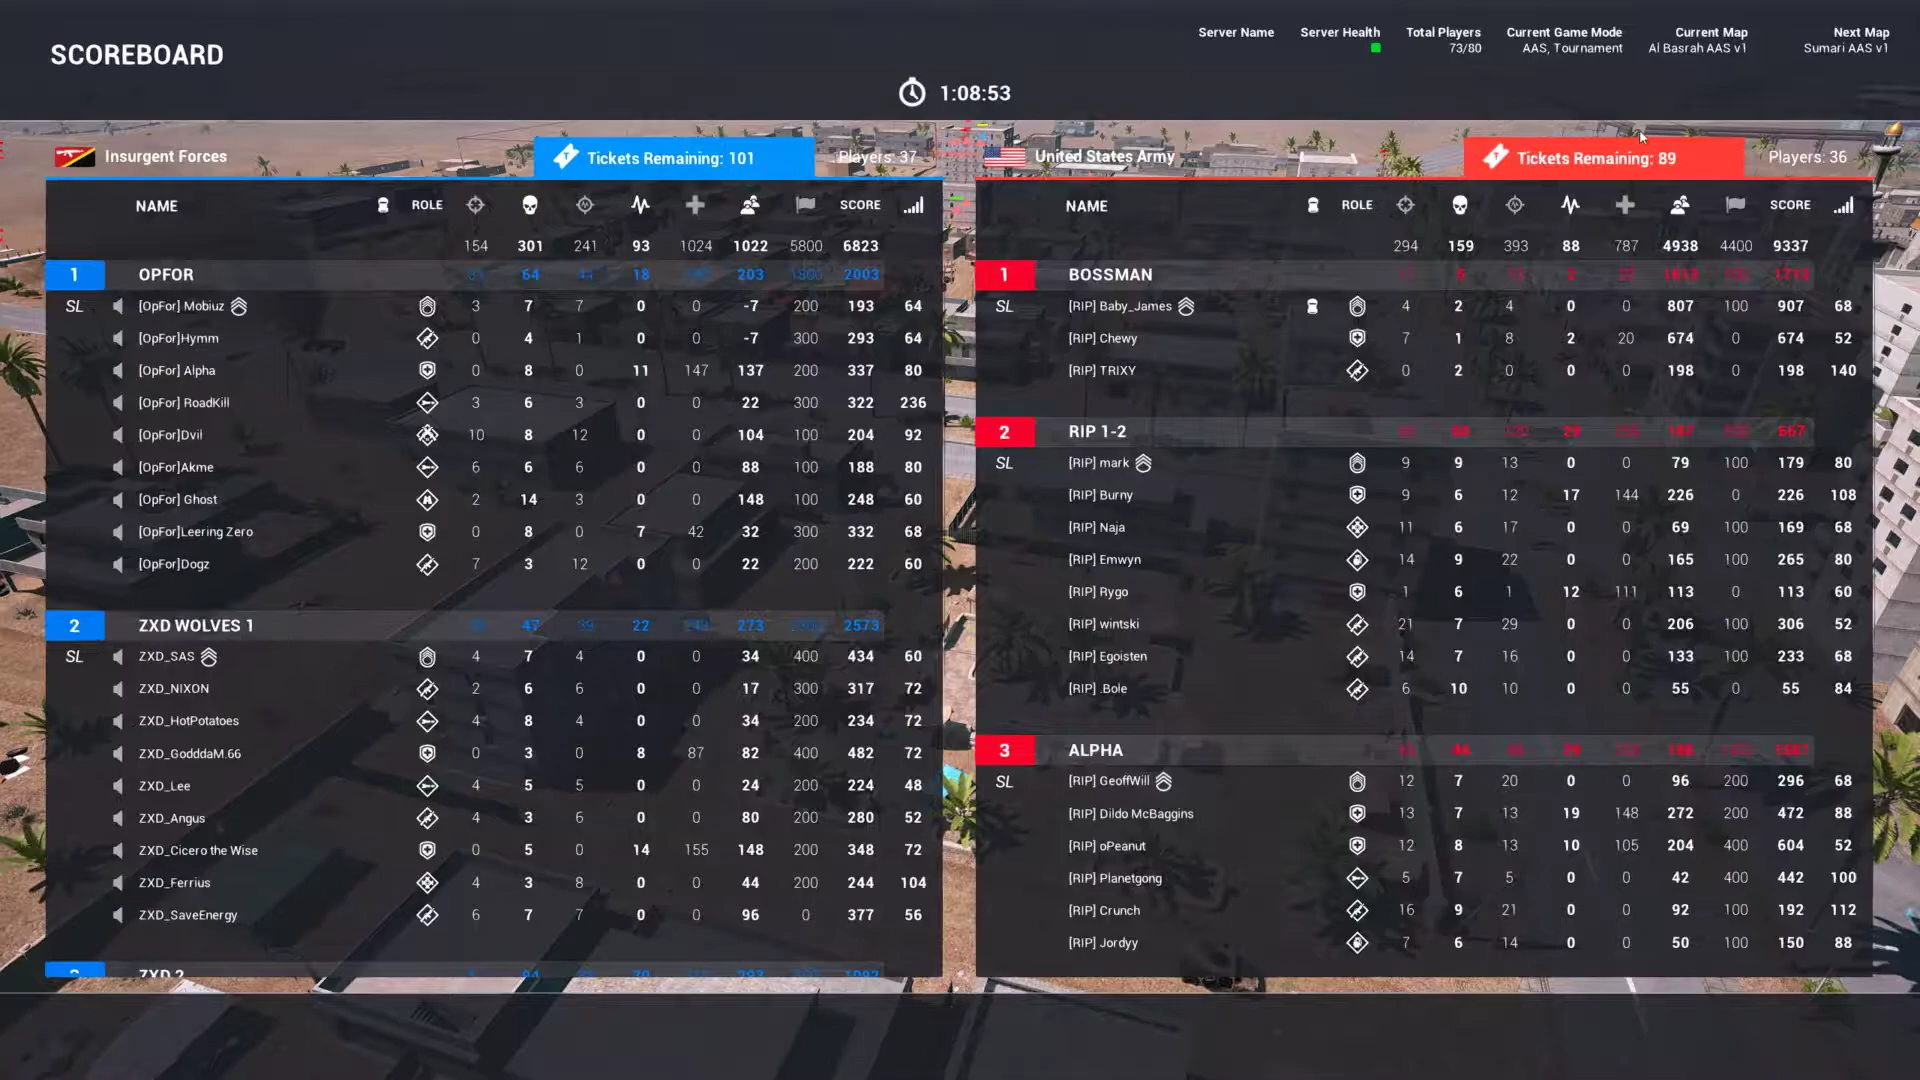 SCOREBOARD
Server Name Server Health Total Players Current Game Mode Current Map Next Map
73/80 AAS, Tournament Al Basrah AAS v1 Sumari AAS v1
1:08:53
Insurgent Forces Tickets Remaining: 101 Players: 37
NAME ROLE SCORE
154 301 241 93 1024 1022 5800 6823
1 OPFOR 64 18 203 2003
SL [OpFor] Mobiuz 3 7 7 0 0 -7 200 193 64
[OpFor]Hymm 0 4 1 0 0 -7 300 293 64
[OpFor] Alpha 0 8 0 11 147 137 200 337 80
[OpFor] RoadKill 3 6 3 0 0 22 300 322 236
[OpFor]Dvil 10 8 12 0 0 104 100 204 92
[OpFor]Akme 6 6 6 0 0 88 100 188 80
[OpFor] Ghost 2 14 3 0 0 148 100 248 60
[OpFor]Leering Zero 0 8 0 7 42 32 300 332 68
[OpFor]Dogz 7 3 12 0 0 22 200 222 60
2 ZXD WOLVES 1 47 39 22 273 2573
SL ZXD_SAS 4 7 4 0 0 34 400 434 60
ZXD_NIXON 2 6 6 0 0 17 300 317 72
ZXD_HotPotatoes 4 8 4 0 0 34 200 234 72
ZXD_GodddaM.66 0 3 0 8 87 82 400 482 72
ZXD_Lee 4 5 5 0 0 24 200 224 48
ZXD_Angus 4 3 6 0 0 80 200 280 52
ZXD_Cicero the Wise 0 5 0 14 155 148 200 348 72
ZXD_Ferrius 4 3 8 0 0 44 200 244 104
ZXD_SaveEnergy 6 7 7 0 0 96 0 377 56
ZXD 2
United States Army Tickets Remaining: 89 Players: 36
NAME ROLE SCORE
294 159 393 88 787 4938 4400 9337
1 BOSSMAN 5
SL [RIP] Baby_James 4 2 4 0 0 807 100 907 68
[RIP] Chewy 7 1 8 2 20 674 0 674 52
[RIP] TRIXY 0 2 0 0 0 198 0 198 140
2 RIP 1-2 60 29
SL [RIP] mark 9 9 13 0 0 79 100 179 80
[RIP] Burny 9 6 12 17 144 226 0 226 108
[RIP] Naja 11 6 17 0 0 69 100 169 68
[RIP] Emwyn 14 9 22 0 0 165 100 265 80
[RIP] Rygo 1 6 1 12 111 113 0 113 60
[RIP] wintski 21 7 29 0 0 206 100 306 52
[RIP] Egoisten 14 7 16 0 0 133 100 233 68
[RIP] .Bole 6 10 10 0 0 55 0 55 84
3 ALPHA 44 29
SL [RIP] GeoffWill 12 7 20 0 0 96 200 296 68
[RIP] Dildo McBaggins 13 7 13 19 148 272 200 472 88
[RIP] oPeanut 12 8 13 10 105 204 400 604 52
[RIP] Planetgong 5 7 5 0 0 42 400 442 100
[RIP] Crunch 16 9 21 0 0 92 100 192 112
[RIP] Jordyy 7 6 14 0 0 50 100 150 88